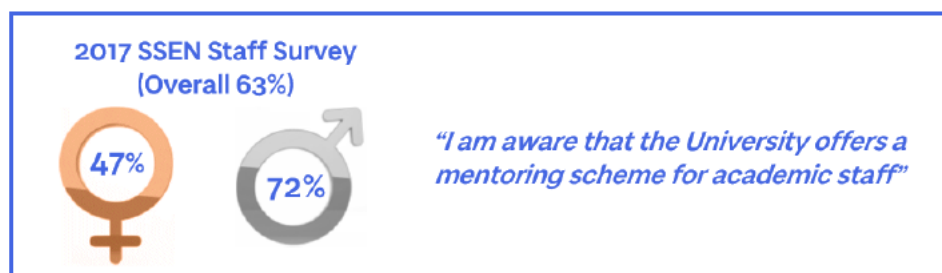 2017 SSEN Staff Survey
(Overall 63%)
47%
72%
“I am aware that the University offers a
mentoring scheme for academic staff”